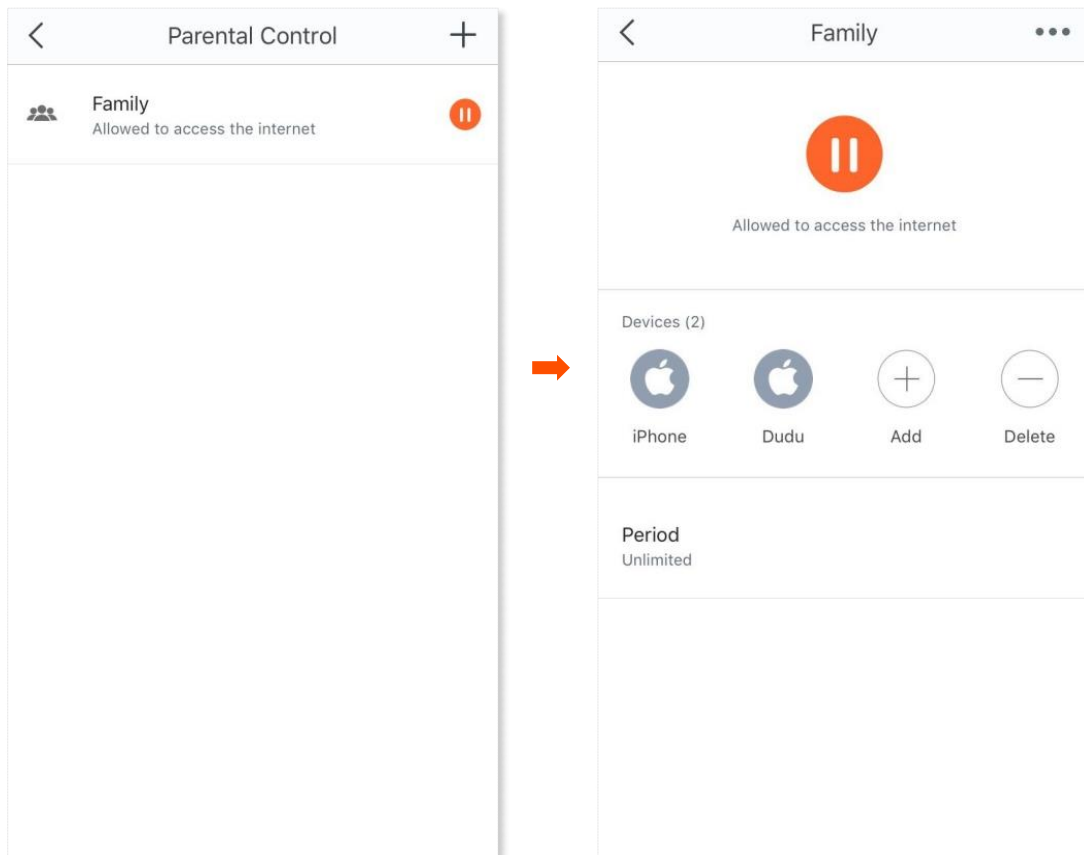 Parental Control
Family
Allowed to access the internet
Family
Allowed to access the internet
Devices (2)
iPhone
Dudu
Add
Delete
Period
Unlimited